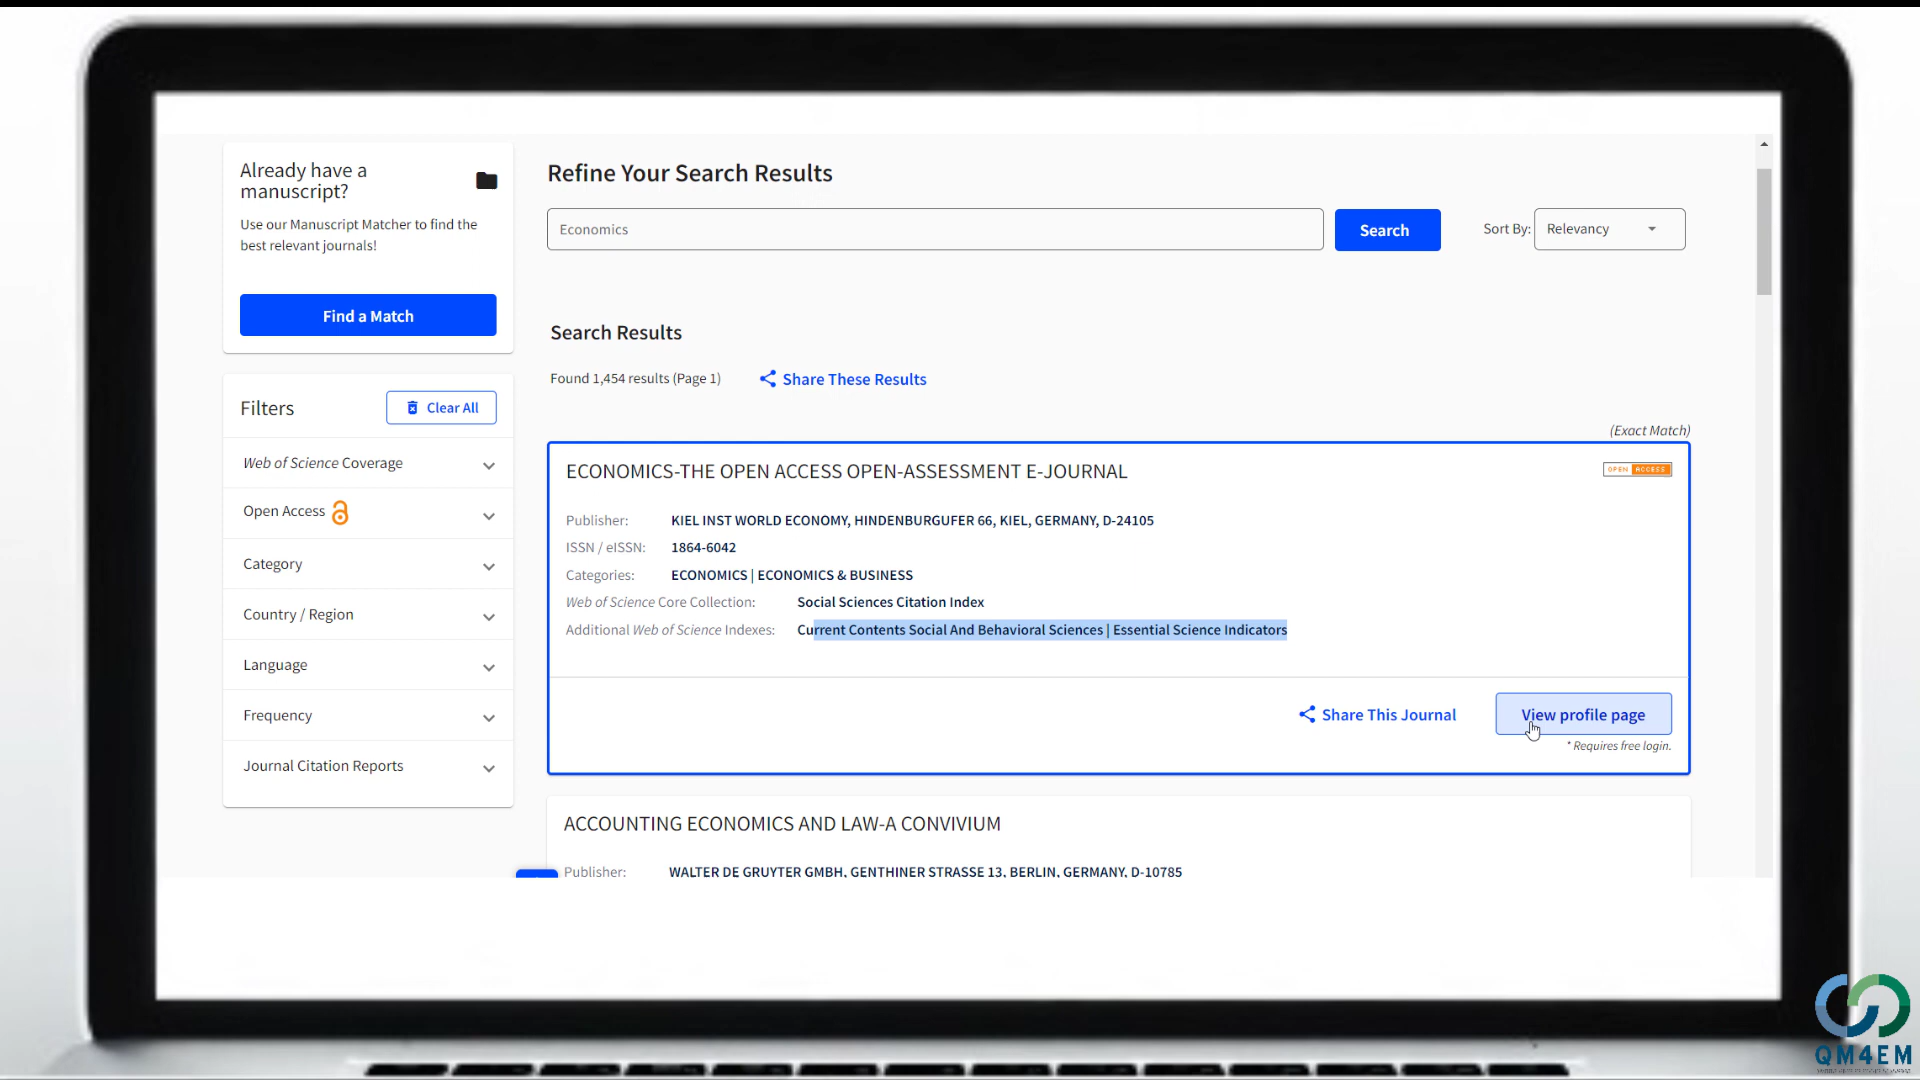 Already have a
manuscript?
Use our Manuscript Matcher to find the
best relevant journals!
Find a Match
Filters
Clear All
Web of Science Coverage
Open Access
Category
Country / Region
Language
Frequency
Journal Citation Reports
Refine Your Search Results
Economics
Search
Sort By:
Relevancy
Search Results
Found 1,454 results (Page 1)
Share These Results
(Exact Match)
ECONOMICS-THE OPEN ACCESS OPEN-ASSESSMENT E-JOURNAL
OPEN ACCESS
Publisher: KIEL INST WORLD ECONOMY, HINDENBURGUFER 66, KIEL, GERMANY, D-24105
ISSN / eISSN: 1864-6042
Categories: ECONOMICS | ECONOMICS & BUSINESS
Web of Science Core Collection: Social Sciences Citation Index
Additional Web of Science Indexes: Current Contents Social And Behavioral Sciences | Essential Science Indicators
Share This Journal
View profile page
* Requires free login.
ACCOUNTING ECONOMICS AND LAW-A CONVIVIUM
Publisher: WALTER DE GRUYTER GMBH, GENTHINER STRASSE 13, BERLIN, GERMANY, D-10785
QM4EM